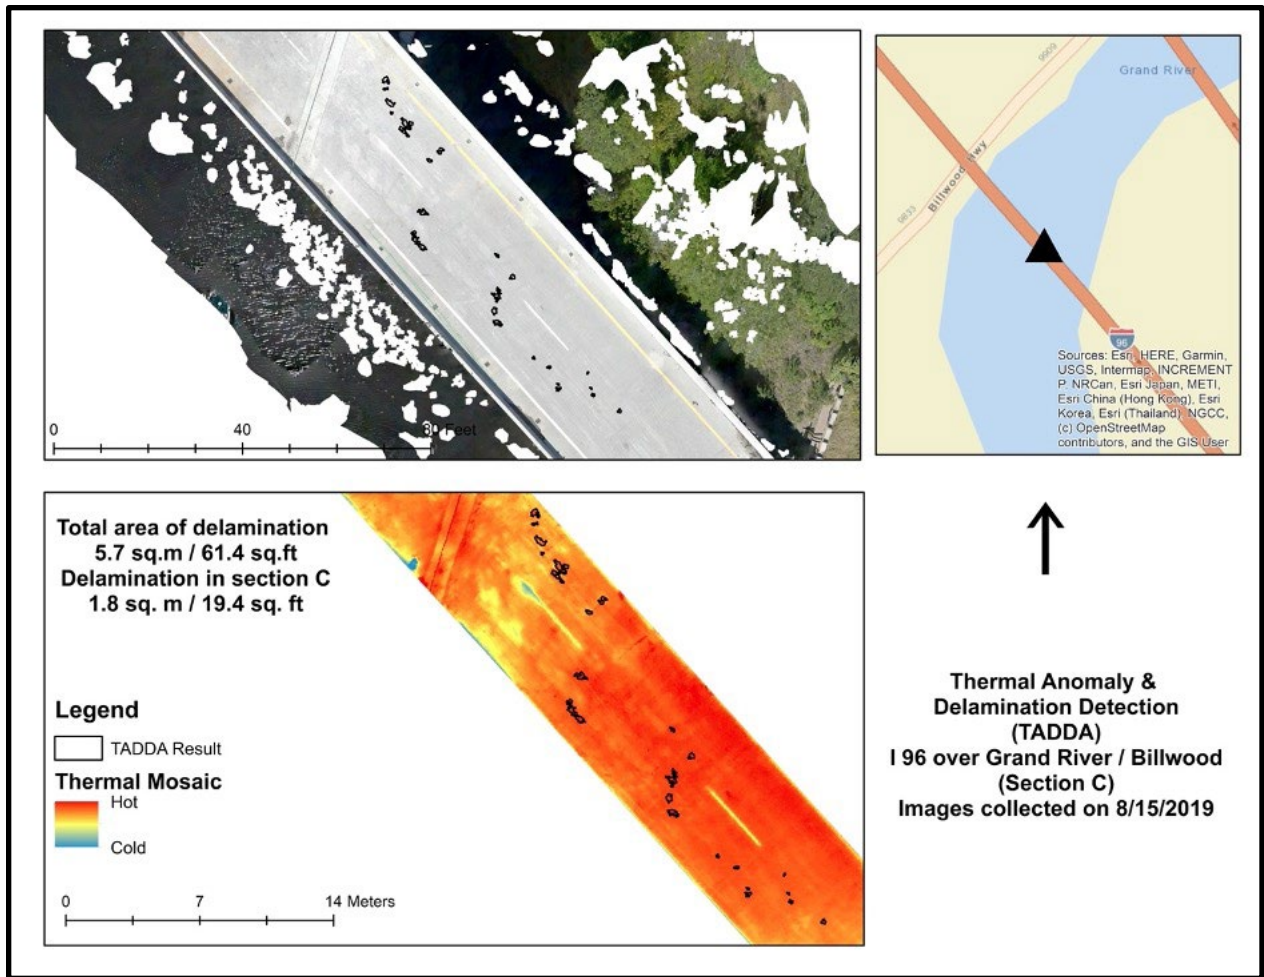 0 40 80 Feet
Grand River
9909
Billwood Hwy
9833
96
Sources: Esri, HERE, Garmin,
USGS, Intermap, INCREMENT
P, NRCan, Esri Japan, METI,
Esri China (Hong Kong), Esri
Korea, Esri (Thailand), NGCC,
(c) OpenStreetMap
contributors, and the GIS User
Total area of delamination
5.7 sq.m / 61.4 sq.ft
Delamination in section C
1.8 sq. m / 19.4 sq. ft
Legend
TADDA Result
Thermal Mosaic
Hot
Cold
0 7 14 Meters
Thermal Anomaly &
Delamination Detection
(TADDA)
I 96 over Grand River / Billwood
(Section C)
Images collected on 8/15/2019